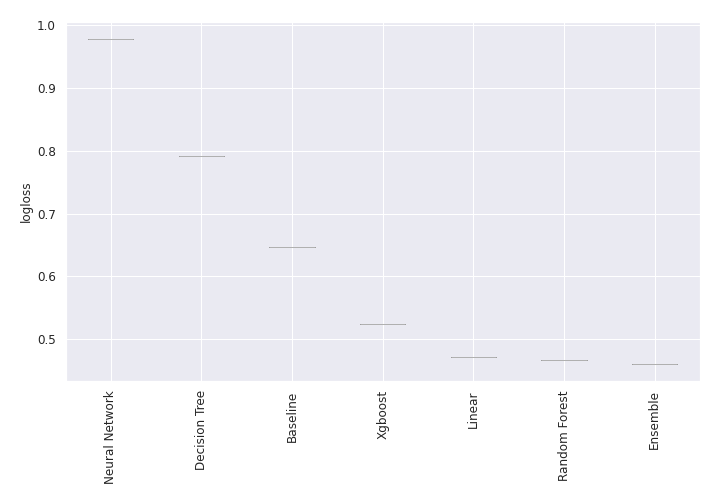 1.0
0.9
0.8
0.7
0.6
0.5
logloss
Neural Network
Decision Tree
Baseline
Xgboost
Linear
Random Forest
Ensemble